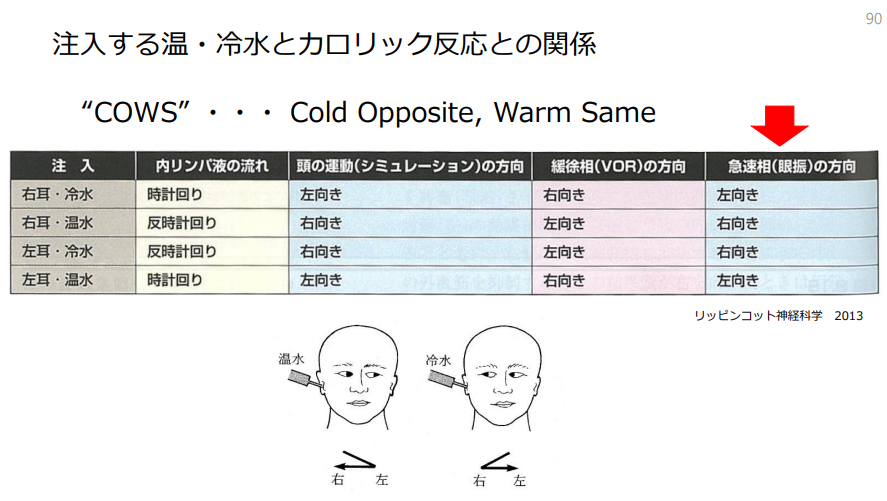 90
注入する温・冷水とカロリック反応との関係
“COWS” ・・・ Cold Opposite, Warm Same
注 入 内リンパ液の流れ 頭の運動(シミュレーション)の方向 緩徐相(VOR)の方向 急速相(眼振)の方向
右耳・冷水 時計回り 左向き 右向き 左向き
右耳・温水 反時計回り 右向き 左向き 右向き
左耳・冷水 反時計回り 右向き 左向き 右向き
左耳・温水 時計回り 左向き 右向き 左向き
リッピンコット神経科学 2013
温水 冷水
右 左 右 左